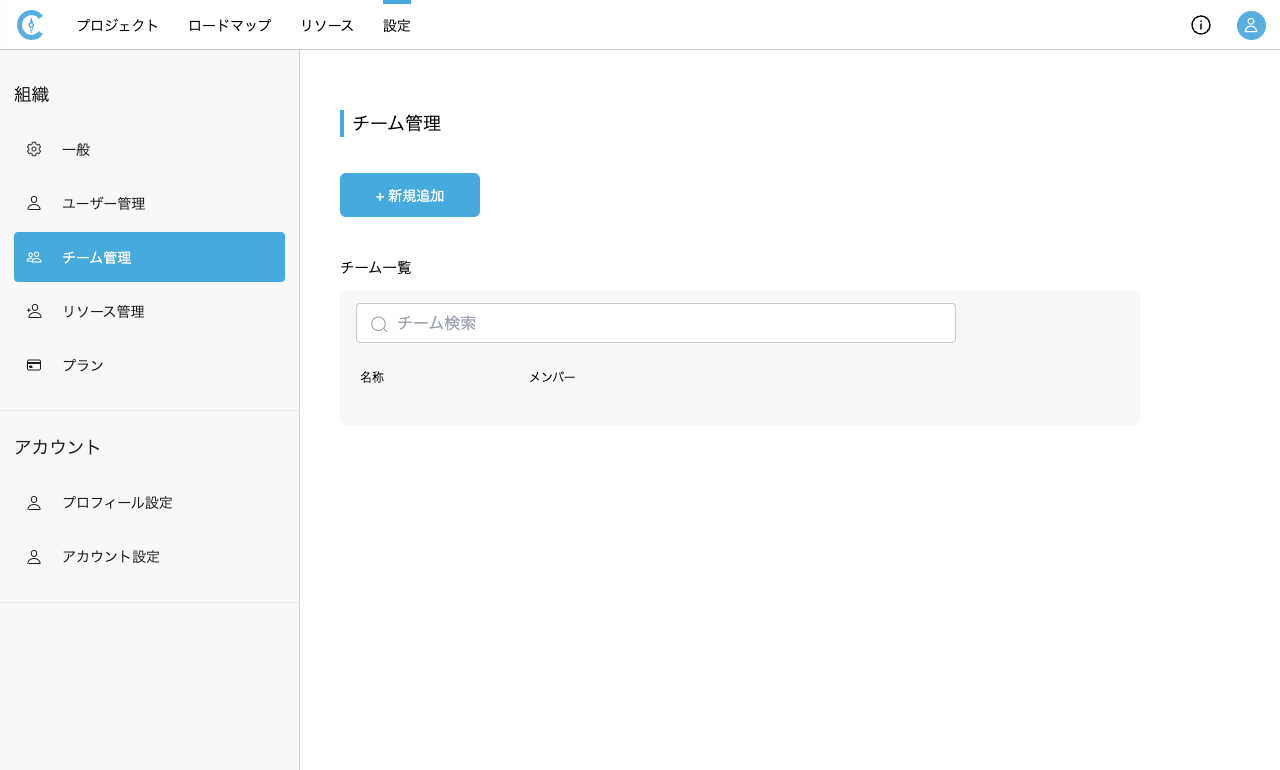 プロジェクト ロードマップ リソース 設定
組織
一般
ユーザー管理
チーム管理
リソース管理
プラン
アカウント
プロフィール設定
アカウント設定
チーム管理
+ 新規追加
チーム一覧
チーム検索
名称 メンバー